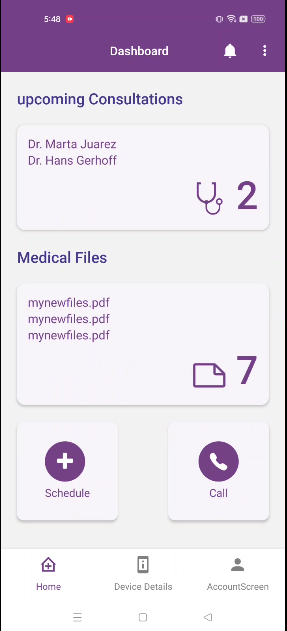 5:48
100
Dashboard
upcoming Consultations
Dr. Marta Juarez
Dr. Hans Gerhoff
2
Medical Files
mynewfiles.pdf
mynewfiles.pdf
mynewfiles.pdf
7
Schedule
Call
Home
Device Details
AccountScreen